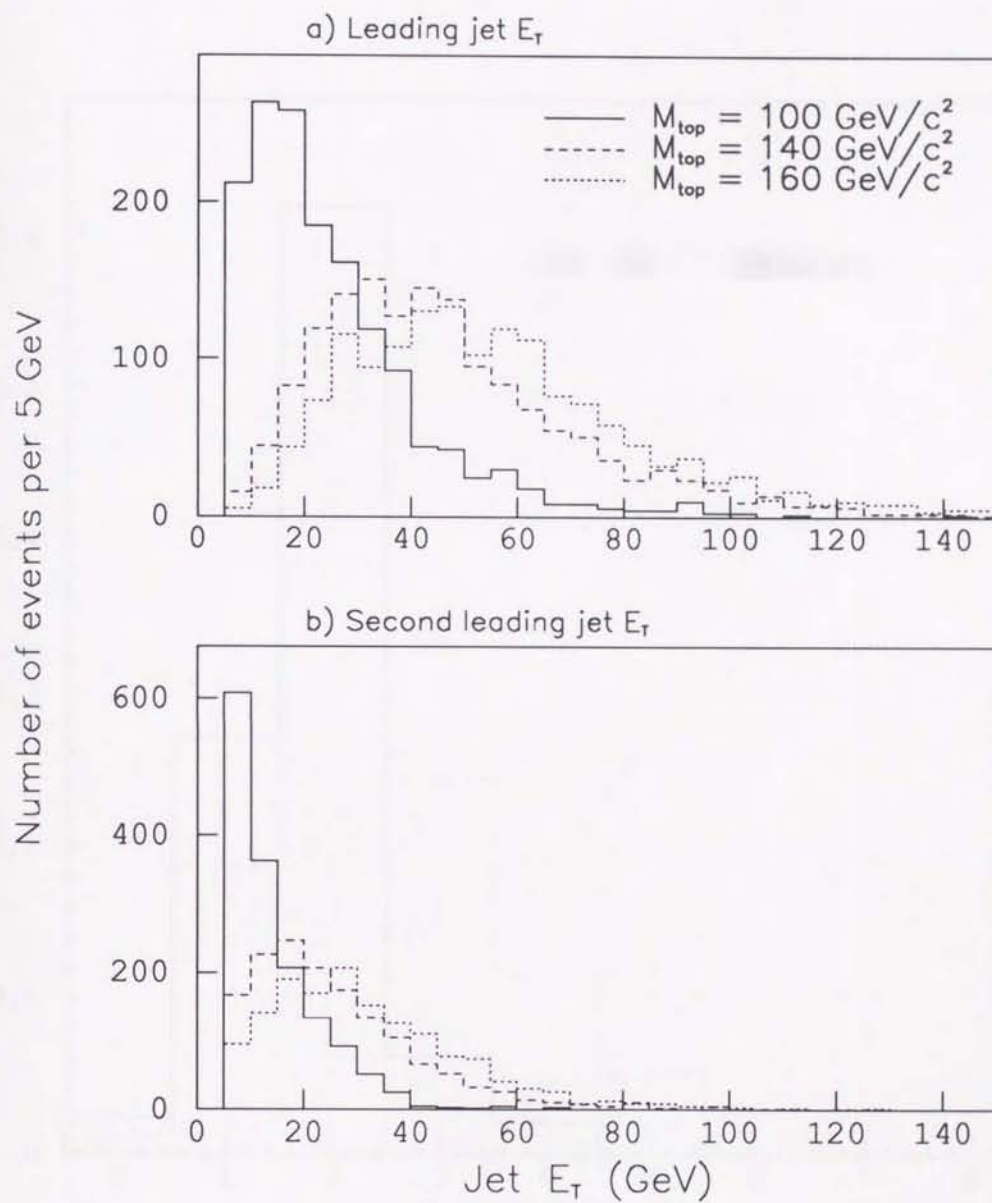 a) Leading jet E_T
M_top = 100 GeV/c²
M_top = 140 GeV/c²
M_top = 160 GeV/c²
200
100
0
0 20 40 60 80 100 120 140
Number of events per 5 GeV
b) Second leading jet E_T
600
400
200
0
0 20 40 60 80 100 120 140
Jet E_T (GeV)